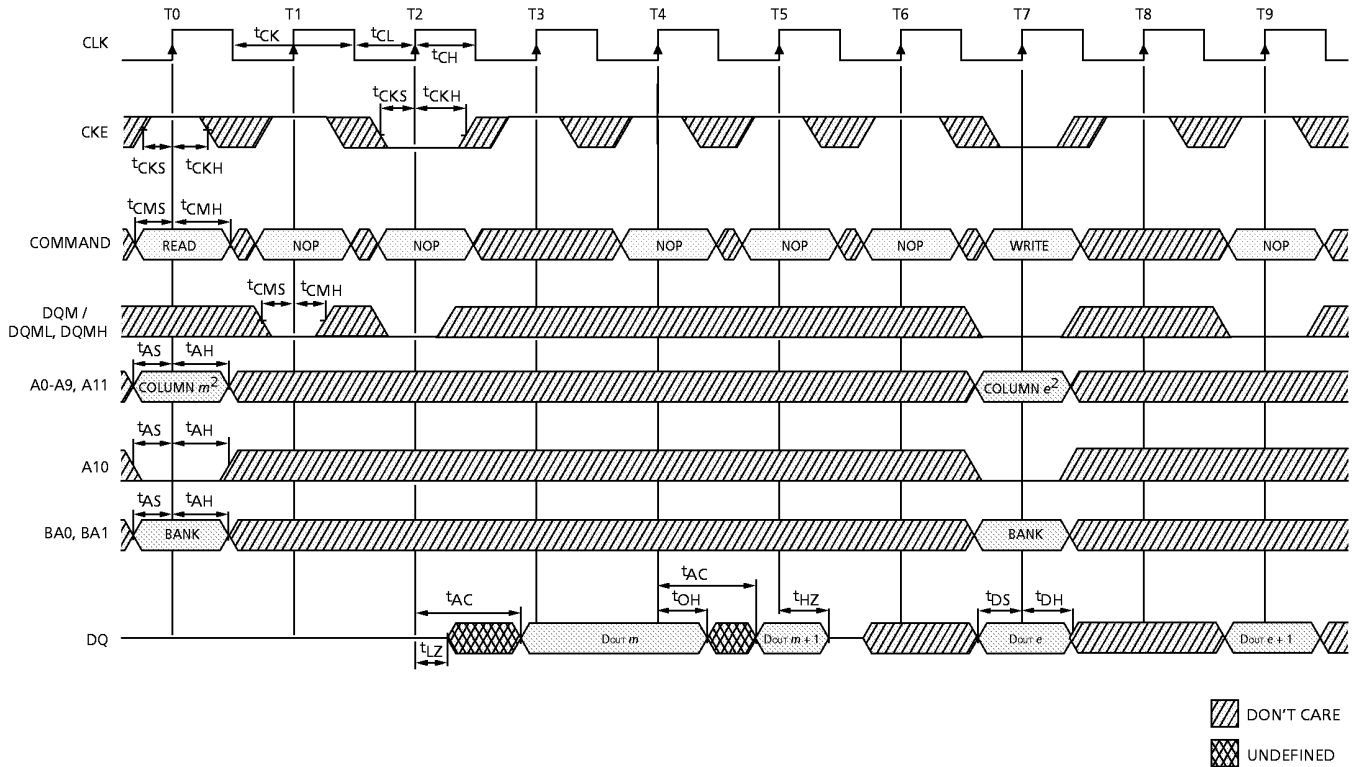 T0 T1 T2 T3 T4 T5 T6 T7 T8 T9
CLK tCK tCL tCH
tCKS tCKH
CKE
tCKS tCKH
tCMS tCMH
COMMAND READ NOP NOP NOP NOP NOP WRITE NOP
tCMS tCMH
DQM /
DQML, DQMH
tAS tAH
A0-A9, A11 COLUMN m2 COLUMN e2
tAS tAH
A10
tAS tAH
BA0, BA1 BANK BANK
tAC tAC tOH tHZ tDS tDH
DQ DOUT m DOUT m + 1 DOUT e DOUT e + 1
tLZ
DON'T CARE
UNDEFINED